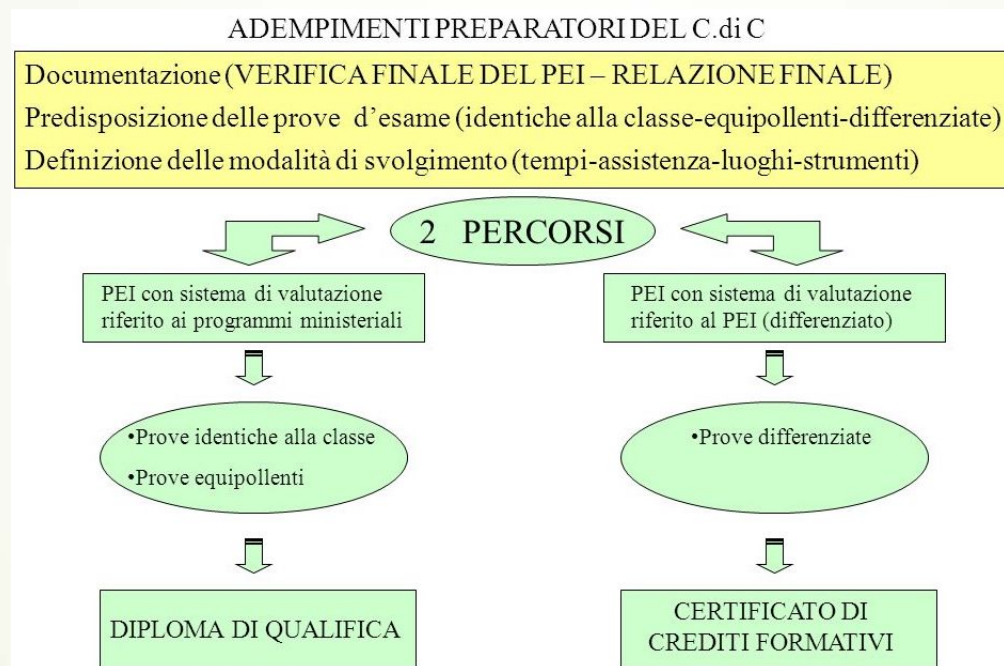 ADEMPIMENTI PREPARATORI DEL C.di C
Documentazione (VERIFICA FINALE DEL PEI – RELAZIONE FINALE)
Predisposizione delle prove d'esame (identiche alla classe-equipollenti-differenziate)
Definizione delle modalità di svolgimento (tempi-assistenza-luoghi-strumenti)
2 PERCORSI
PEI con sistema di valutazione
riferito ai programmi ministeriali
PEI con sistema di valutazione
riferito al PEI (differenziato)
•Prove identiche alla classe
•Prove equipollenti
•Prove differenziate
DIPLOMA DI QUALIFICA
CERTIFICATO DI
CREDITI FORMATIVI